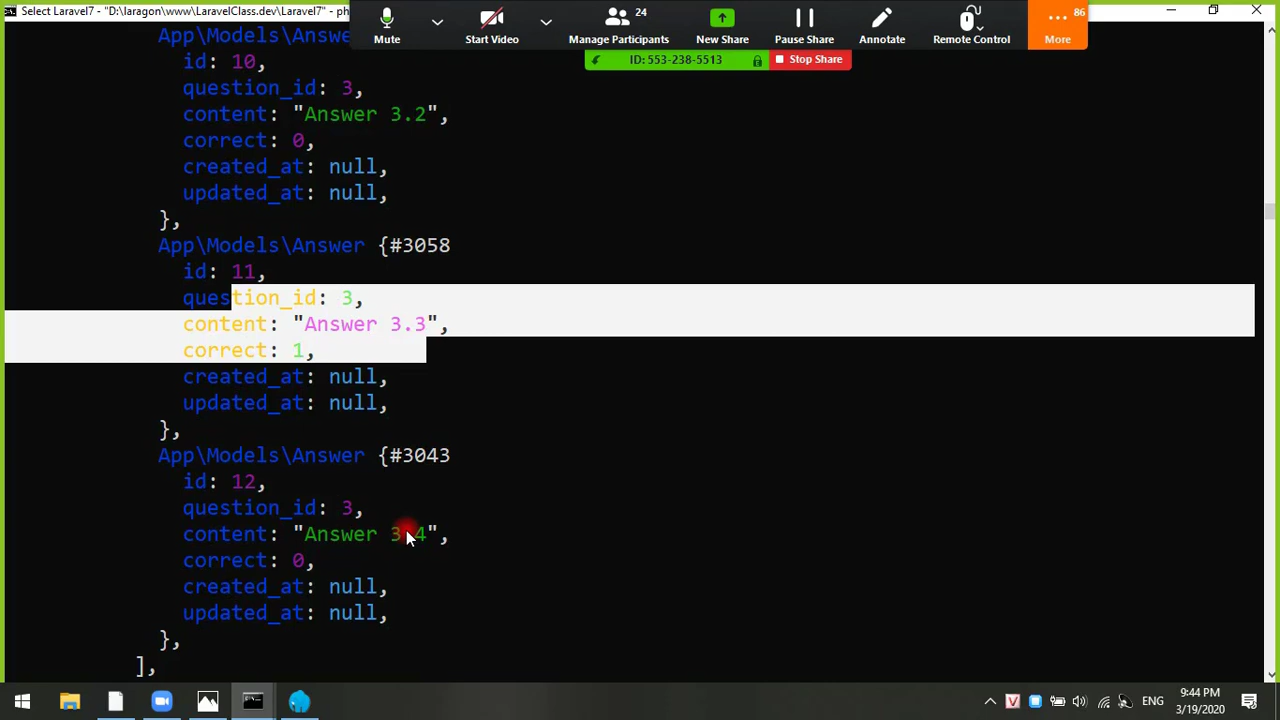 Select Laravel7 - "D:\laragon\www\LaravelClass.dev\Laravel7" - ph
Mute
Start Video
24
Manage Participants
New Share
Pause Share
Annotate
Remote Control
86
More
ID: 553-238-5513
Stop Share
App\Models\Answe
id: 10,
question_id: 3,
content: "Answer 3.2",
correct: 0,
created_at: null,
updated_at: null,
},
App\Models\Answer {#3058
id: 11,
question_id: 3,
content: "Answer 3.3",
correct: 1,
created_at: null,
updated_at: null,
},
App\Models\Answer {#3043
id: 12,
question_id: 3,
content: "Answer 3.4",
correct: 0,
created_at: null,
updated_at: null,
},
],
ENG
9:44 PM
3/19/2020